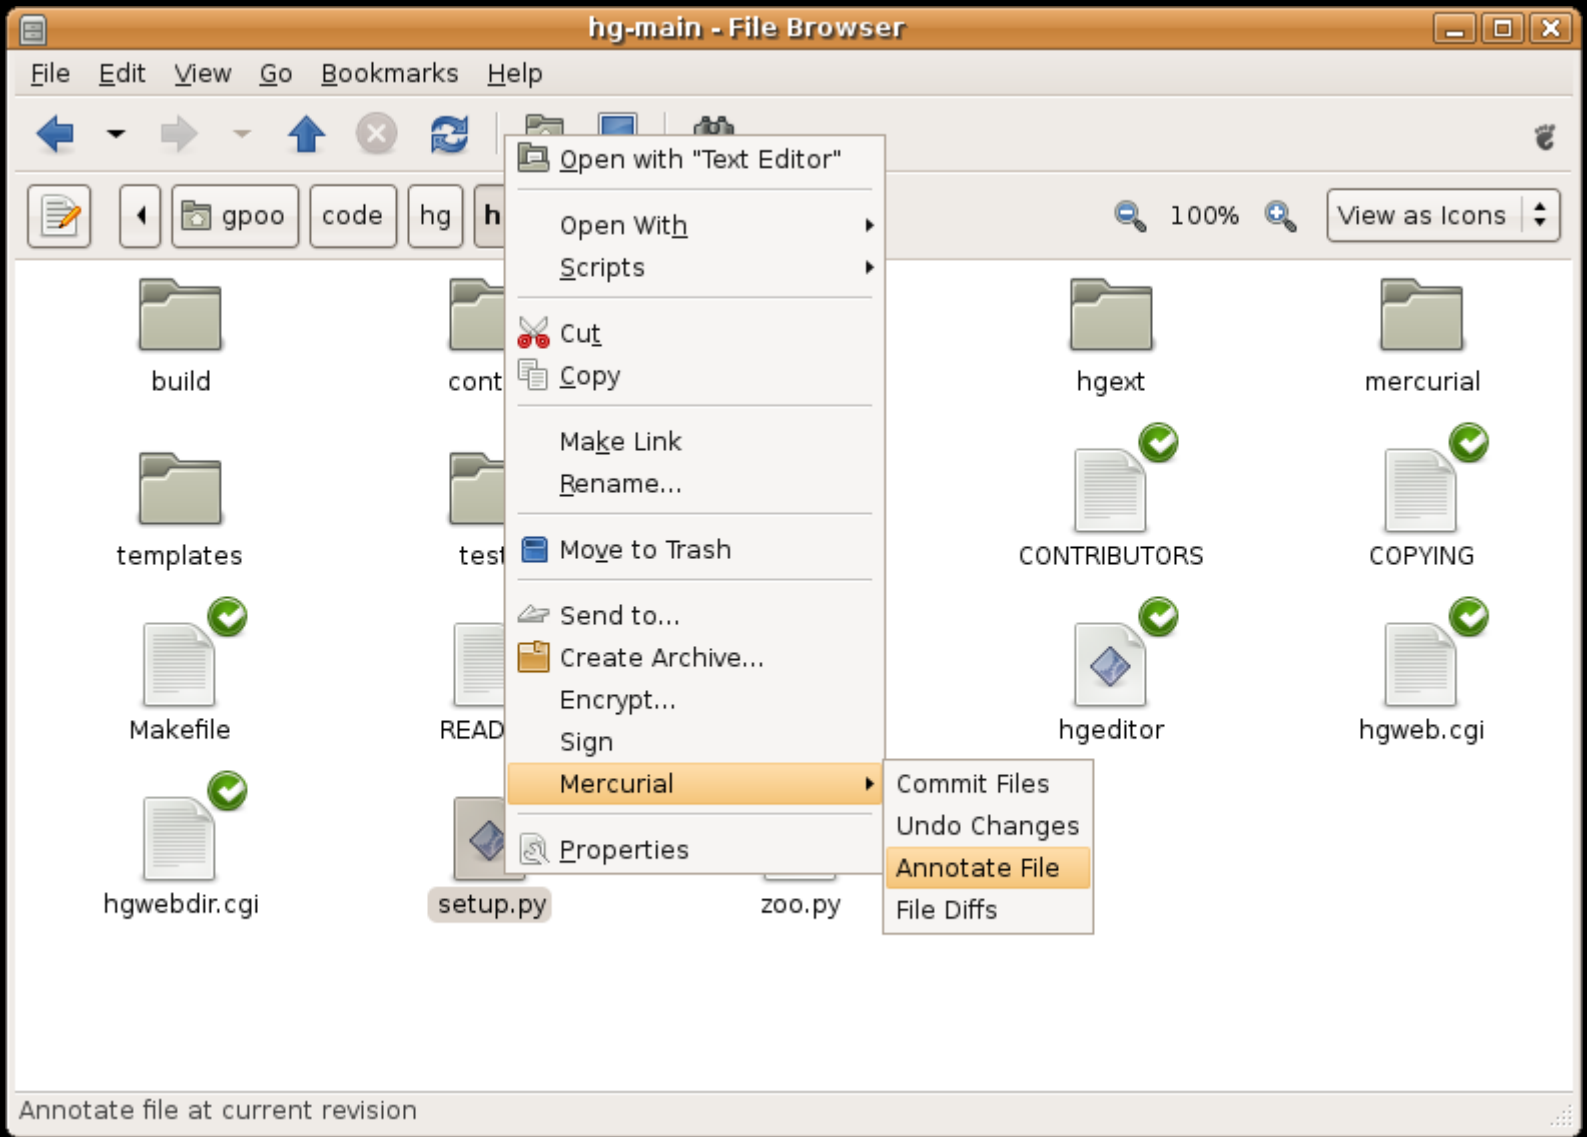 hg-main - File Browser
File Edit View Go Bookmarks Help
gpoo code hg h 100% View as Icons
Open with "Text Editor"
Open With
Scripts
Cut
Copy
Make Link
Rename...
Move to Trash
Send to...
Create Archive...
Encrypt...
Sign
Mercurial
Properties
Commit Files
Undo Changes
Annotate File
File Diffs
build cont hgext mercurial
templates test CONTRIBUTORS COPYING
Makefile READ hgeditor hgweb.cgi
hgwebdir.cgi setup.py zoo.py
Annotate file at current revision